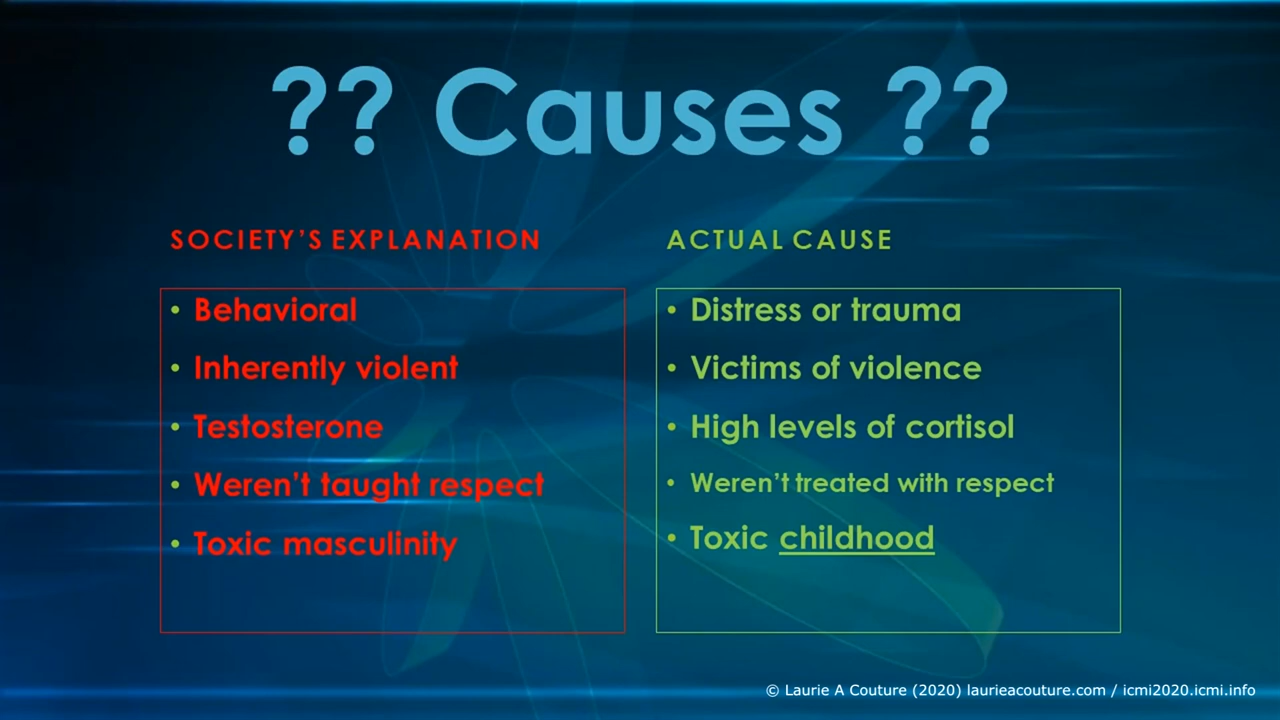 ?? Causes ??
SOCIETY’S EXPLANATION
• Behavioral
• Inherently violent
• Testosterone
• Weren’t taught respect
• Toxic masculinity
ACTUAL CAUSE
• Distress or trauma
• Victims of violence
• High levels of cortisol
• Weren’t treated with respect
• Toxic childhood
© Laurie A Couture (2020) laurieacouture.com / icmi2020.icmi.info